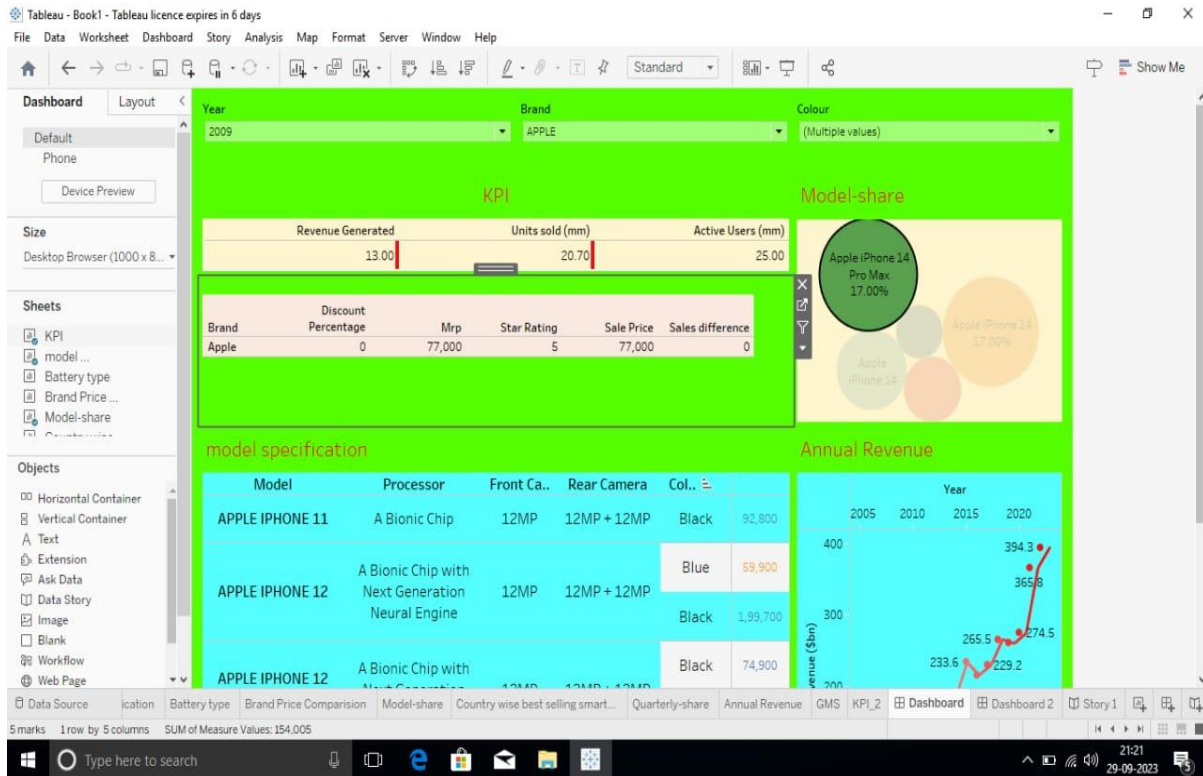 Tableau - Book1 - Tableau licence expires in 6 days
File Data Worksheet Dashboard Story Analysis Map Format Server Window Help
Standard
Show Me
Dashboard Layout
Default
Phone
Device Preview
Size
Desktop Browser (1000 x 8...
Sheets
KPI
model ...
Battery type
Brand Price ...
Model-share
Objects
Horizontal Container
Vertical Container
Text
Extension
Ask Data
Data Story
Image
Blank
Workflow
Web Page
Year Brand Colour
2009 APPLE (Multiple values)
KPI
Revenue Generated Units sold (mm) Active Users (mm)
13.00 20.70 25.00
Brand Discount Percentage Mrp Star Rating Sale Price Sales difference
Apple 0 77,000 5 77,000 0
Model-share
Apple iPhone 14
Pro Max
17.00%
Apple iPhone 14
17.00%
Apple
iPhone 14
model specification
Model Processor Front Ca.. Rear Camera Col..
APPLE IPHONE 11 A Bionic Chip 12MP 12MP + 12MP Black 92,800
APPLE IPHONE 12 A Bionic Chip with Next Generation Neural Engine 12MP 12MP + 12MP Blue 59,900
Black 1,99,700
APPLE IPHONE 12 A Bionic Chip with Black 74,900
Annual Revenue
Year
2005 2010 2015 2020
400
300
200
394.3
365.8
274.5
265.5
233.6
229.2
Data Source ication Battery type Brand Price Comparision Model-share Country wise best selling smart... Quarterly-share Annual Revenue GMS KPI_2 Dashboard Dashboard 2 Story 1
5 marks 1 row by 5 columns SUM of Measure Values: 154,005
Type here to search
21:21
29-09-2023